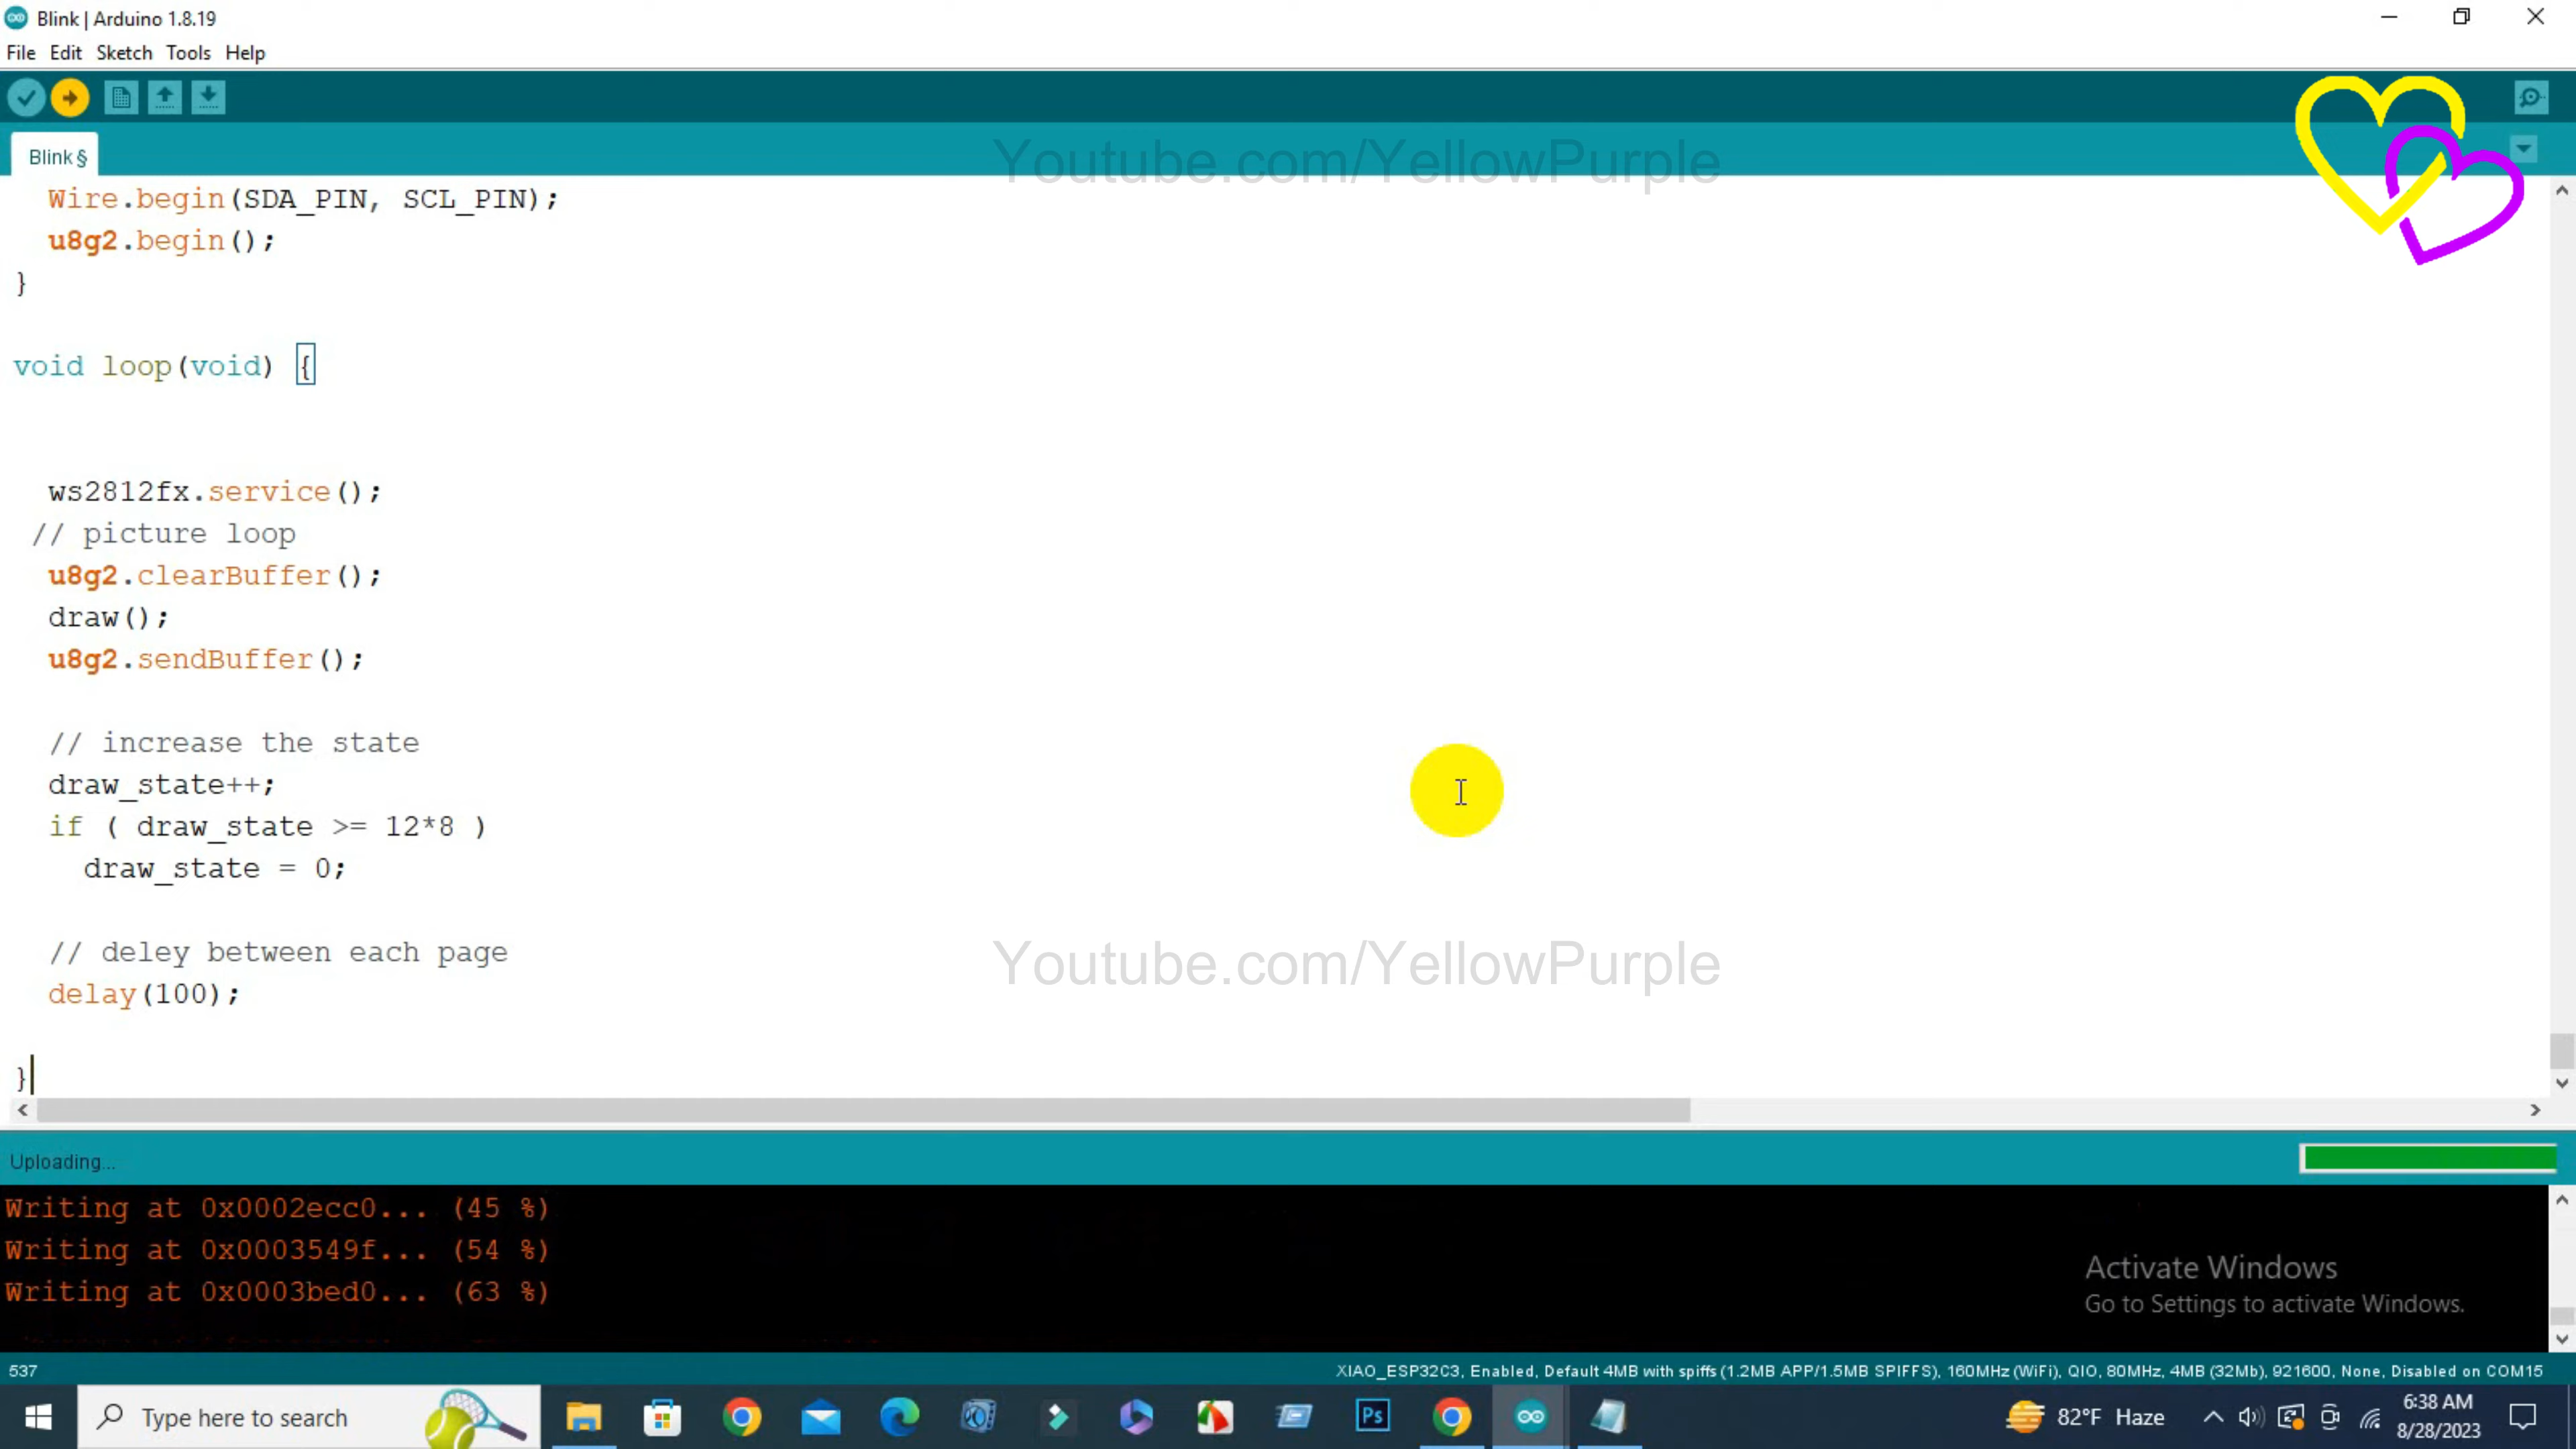 Blink | Arduino 1.8.19
File Edit Sketch Tools Help
Youtube.com/YellowPurple
Blink §
Wire.begin(SDA_PIN, SCL_PIN);
u8g2.begin();
}
void loop(void) {
ws2812fx.service();
// picture loop
u8g2.clearBuffer();
draw();
u8g2.sendBuffer();
// increase the state
draw_state++;
if ( draw_state >= 12*8 )
draw_state = 0;
// deley between each page
Youtube.com/YellowPurple
delay(100);
}
Uploading...
Writing at 0x0002ecc0... (45 %)
Writing at 0x0003549f... (54 %)
Writing at 0x0003bed0... (63 %)
Activate Windows
Go to Settings to activate Windows.
537
XIAO_ESP32C3, Enabled, Default 4MB with spiffs (1.2MB APP/1.5MB SPIFFS), 160MHz (WiFi), QIO, 80MHz, 4MB (32Mb), 921600, None, Disabled on COM15
Type here to search
Ps
82°F Haze
6:38 AM
8/28/2023